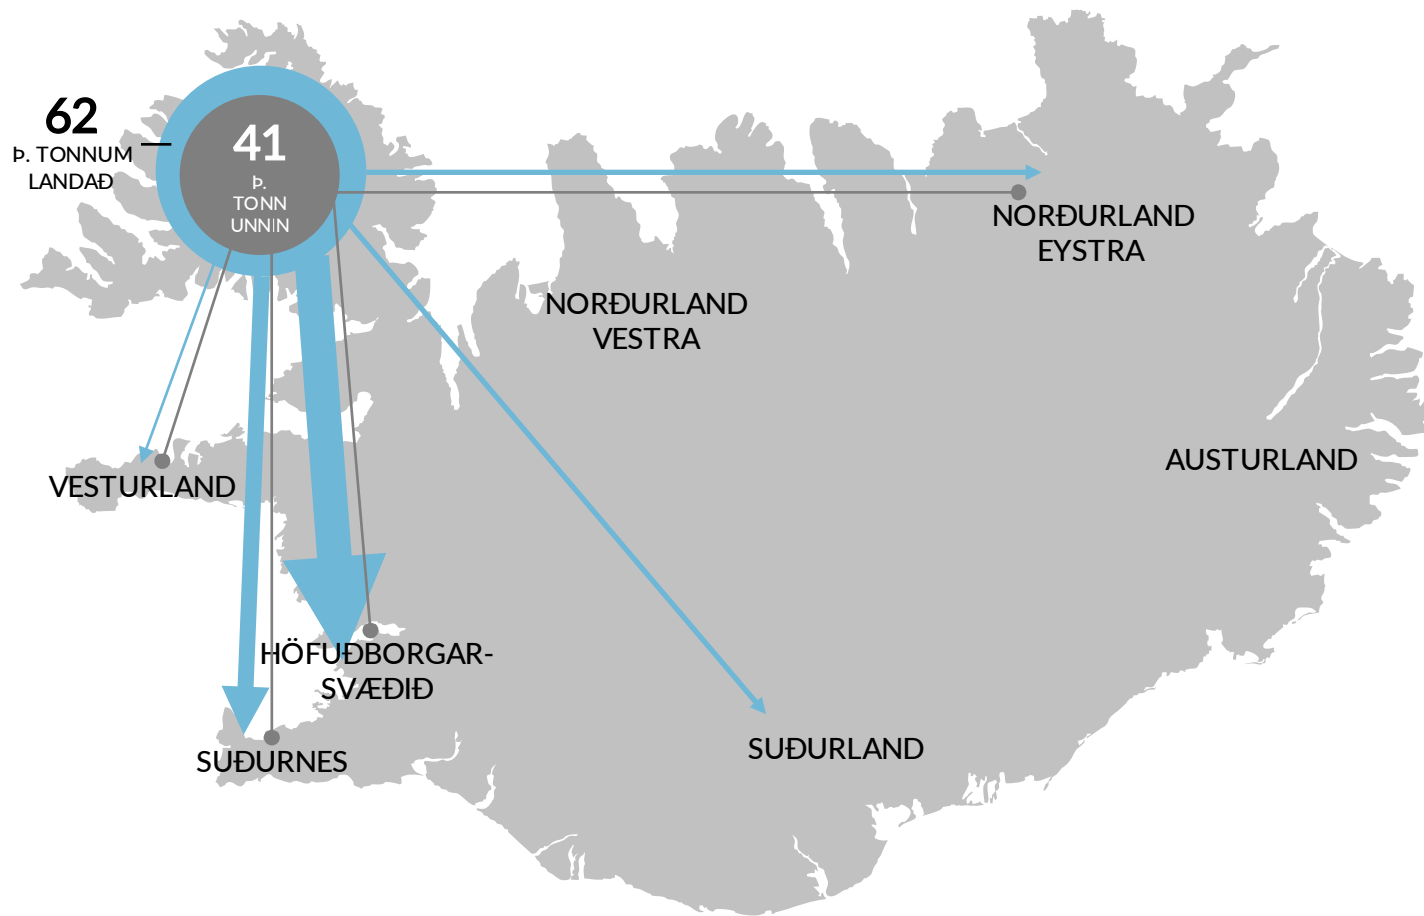 62
Þ. TONNUM
LANDAÐ
41
Þ.
TONN
UNNIN
NORÐURLAND
EYSTRA
NORÐURLAND
VESTRA
AUSTURLAND
VESTURLAND
HÖFUÐBORGAR-
SVÆÐIÐ
SUÐURLAND
SUÐURNES